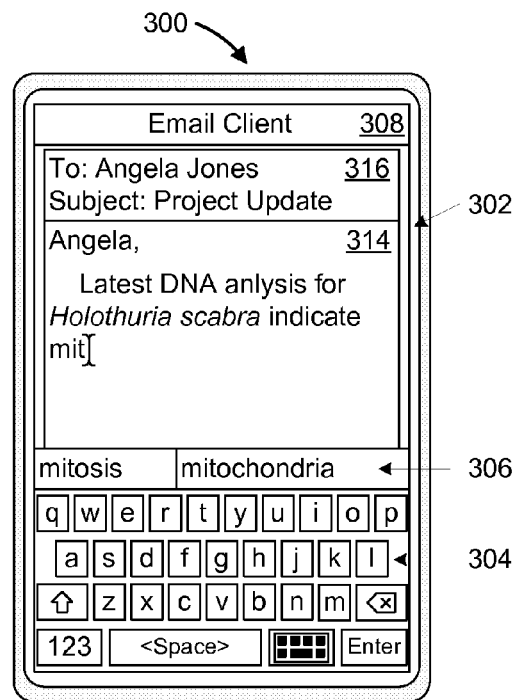 300
Email Client 308
To: Angela Jones 316
Subject: Project Update
302
Angela, 314
Latest DNA anlysis for
Holothuria scabra indicate
mit
mitosis mitochondria 306
q w e r t y u i o p
a s d f g h j k l 304
z x c v b n m
123 <Space> Enter